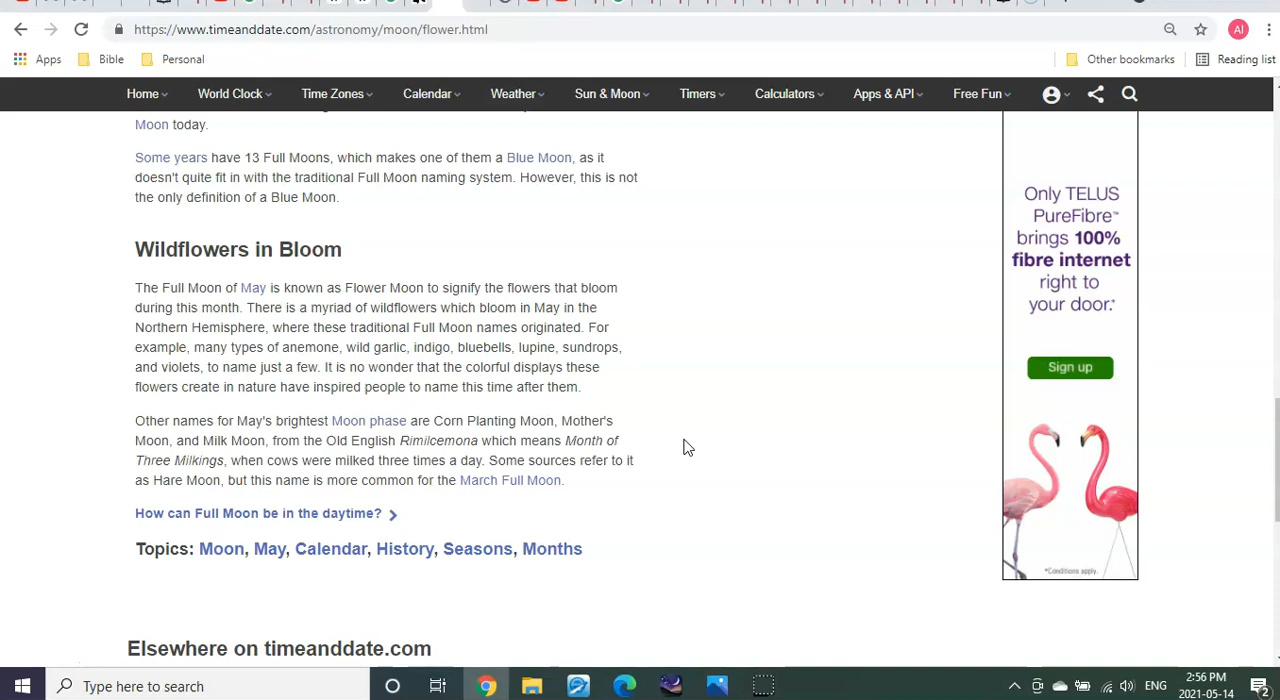 https://www.timeanddate.com/astronomy/moon/flower.html
AI
Apps Bible Personal Other bookmarks Reading list
Home World Clock Time Zones Calendar Weather Sun & Moon Timers Calculators Apps & API Free Fun
Moon today.
Some years have 13 Full Moons, which makes one of them a Blue Moon, as it
doesn't quite fit in with the traditional Full Moon naming system. However, this is not
the only definition of a Blue Moon.
Wildflowers in Bloom
The Full Moon of May is known as Flower Moon to signify the flowers that bloom
during this month. There is a myriad of wildflowers which bloom in May in the
Northern Hemisphere, where these traditional Full Moon names originated. For
example, many types of anemone, wild garlic, indigo, bluebells, lupine, sundrops,
and violets, to name just a few. It is no wonder that the colorful displays these
flowers create in nature have inspired people to name this time after them.
Other names for May's brightest Moon phase are Corn Planting Moon, Mother's
Moon, and Milk Moon, from the Old English Rimilcemona which means Month of
Three Milkings, when cows were milked three times a day. Some sources refer to it
as Hare Moon, but this name is more common for the March Full Moon.
How can Full Moon be in the daytime?
Topics: Moon, May, Calendar, History, Seasons, Months
Elsewhere on timeanddate.com
Only TELUS
PureFibre™
brings 100%
fibre internet
right to
your door.*
Sign up
*Conditions apply.
Type here to search
ENG
2:56 PM
2021-05-14
2